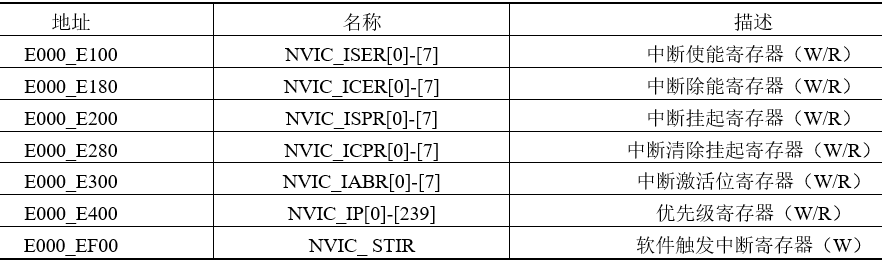 地址 名称 描述
E000_E100 NVIC_ISER[0]-[7] 中断使能寄存器（W/R）
E000_E180 NVIC_ICER[0]-[7] 中断除能寄存器（W/R）
E000_E200 NVIC_ISPR[0]-[7] 中断挂起寄存器（W/R）
E000_E280 NVIC_ICPR[0]-[7] 中断清除挂起寄存器（W/R）
E000_E300 NVIC_IABR[0]-[7] 中断激活位寄存器（W/R）
E000_E400 NVIC_IP[0]-[239] 优先级寄存器（W/R）
E000_EF00 NVIC_ STIR 软件触发中断寄存器（W）